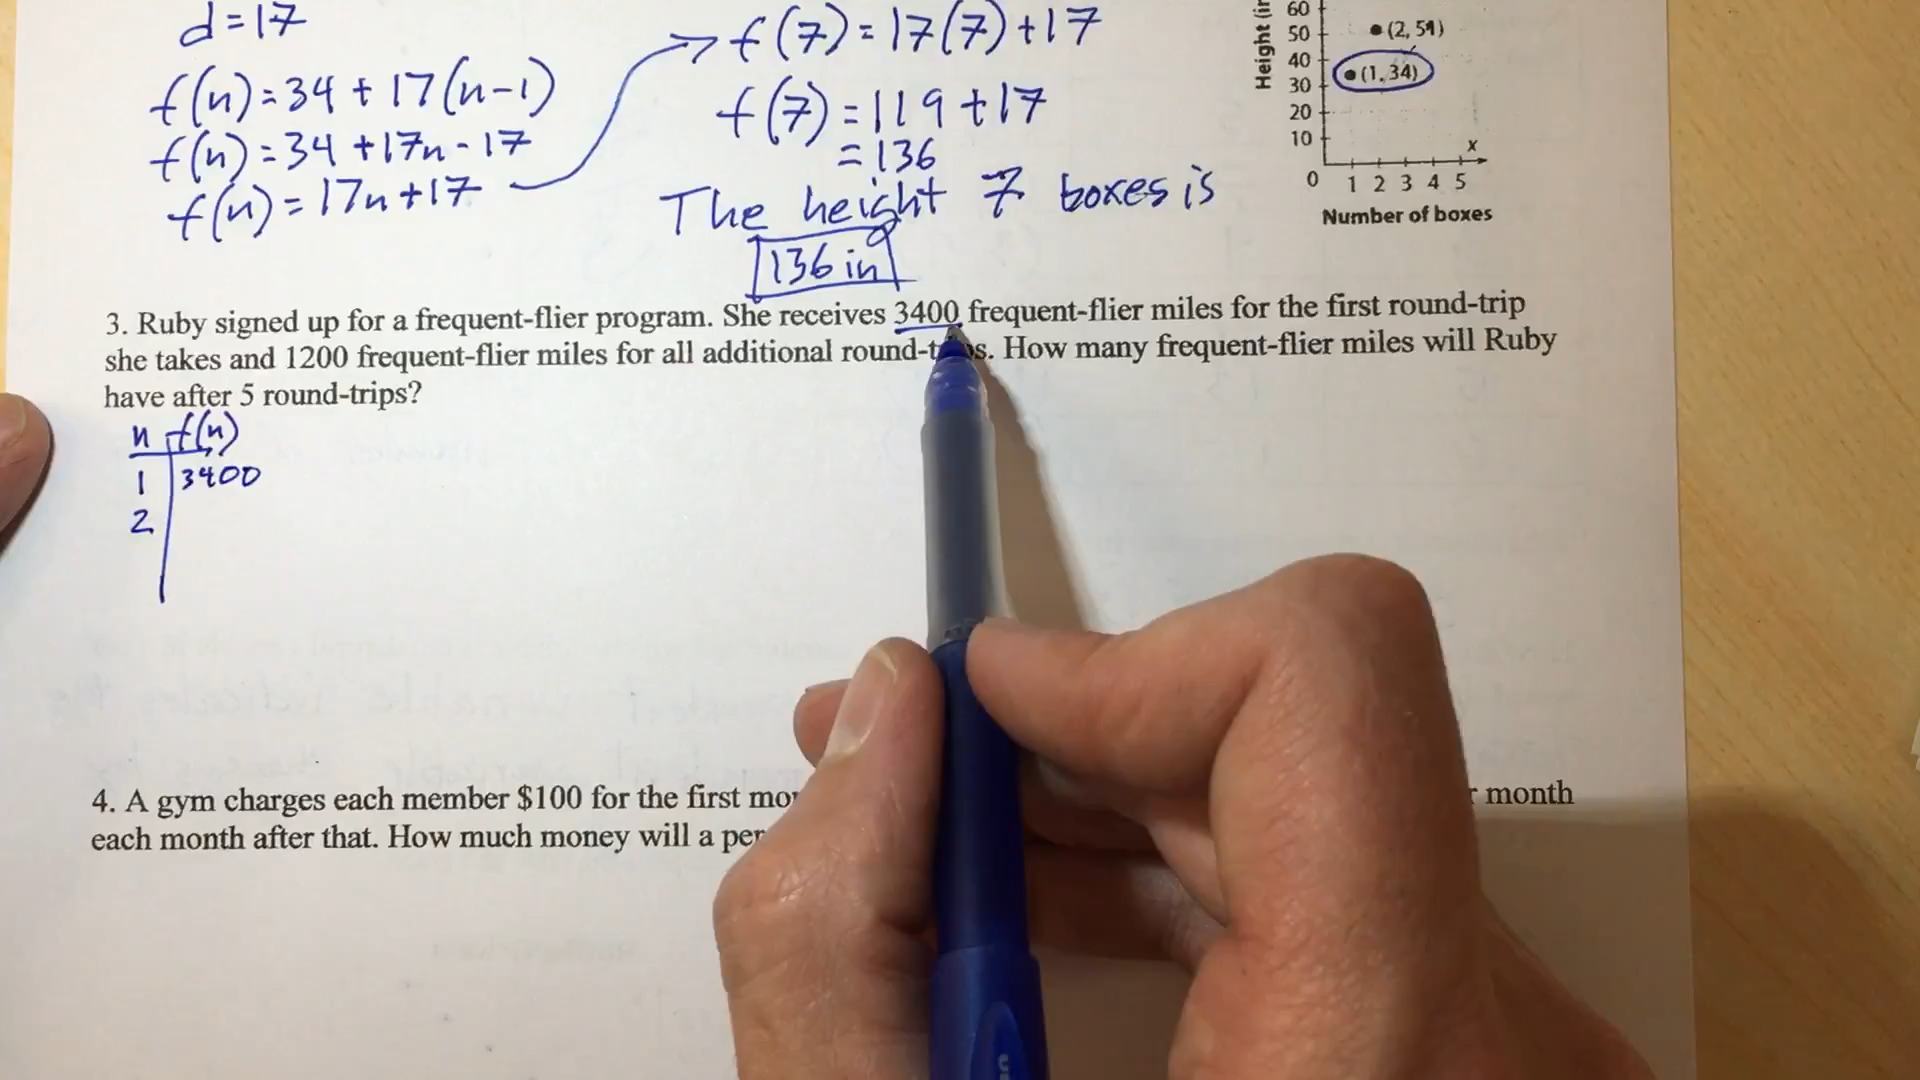 d=17
f(n)=34+17(n-1)
f(n)=34+17n-17
f(n)=17n+17
f(7)=17(7)+17
f(7)=119+17
=136
The height 7 boxes is
136 in
Height (in
60
50
40
30
20
10
0
1 2 3 4 5
x
(2, 51)
(1, 34)
Number of boxes
3. Ruby signed up for a frequent-flier program. She receives 3400 frequent-flier miles for the first round-trip
she takes and 1200 frequent-flier miles for all additional How many frequent-flier miles will Ruby
have after 5 round-trips?
n f(n)
1 3400
2
4. A gym charges each member $100 for the first month
each month after that. How much money will a